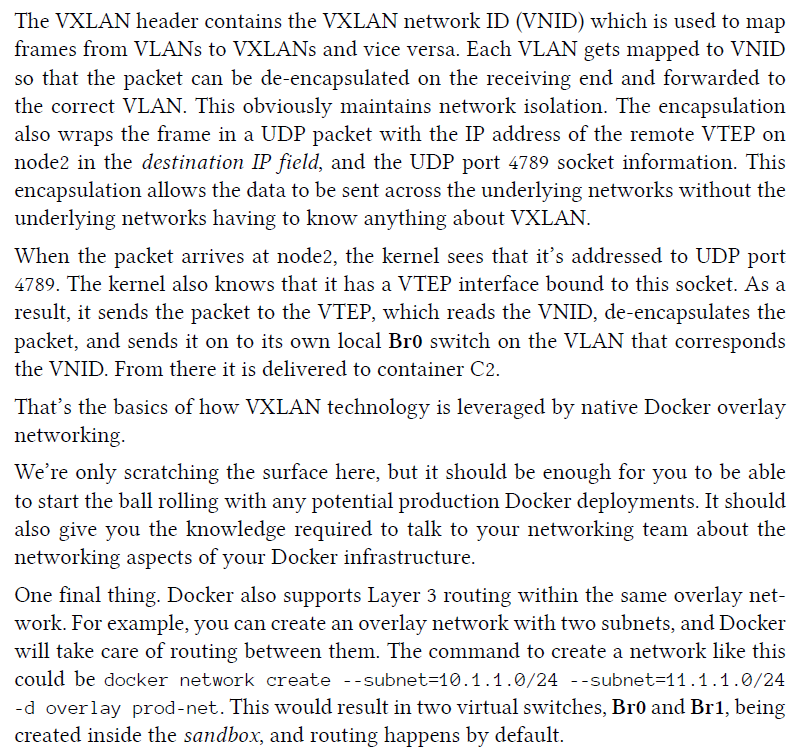 The VXLAN header contains the VXLAN network ID (VNID) which is used to map
frames from VLANs to VXLANs and vice versa. Each VLAN gets mapped to VNID
so that the packet can be de-encapsulated on the receiving end and forwarded to
the correct VLAN. This obviously maintains network isolation. The encapsulation
also wraps the frame in a UDP packet with the IP address of the remote VTEP on
node2 in the destination IP field, and the UDP port 4789 socket information. This
encapsulation allows the data to be sent across the underlying networks without the
underlying networks having to know anything about VXLAN.
When the packet arrives at node2, the kernel sees that it's addressed to UDP port
4789. The kernel also knows that it has a VTEP interface bound to this socket. As a
result, it sends the packet to the VTEP, which reads the VNID, de-encapsulates the
packet, and sends it on to its own local Br0 switch on the VLAN that corresponds
the VNID. From there it is delivered to container C2.
That's the basics of how VXLAN technology is leveraged by native Docker overlay
networking.
We're only scratching the surface here, but it should be enough for you to be able
to start the ball rolling with any potential production Docker deployments. It should
also give you the knowledge required to talk to your networking team about the
networking aspects of your Docker infrastructure.
One final thing. Docker also supports Layer 3 routing within the same overlay net-
work. For example, you can create an overlay network with two subnets, and Docker
will take care of routing between them. The command to create a network like this
could be docker network create --subnet=10.1.1.0/24 --subnet=11.1.1.0/24
-d overlay prod-net. This would result in two virtual switches, Br0 and Br1, being
created inside the sandbox, and routing happens by default.